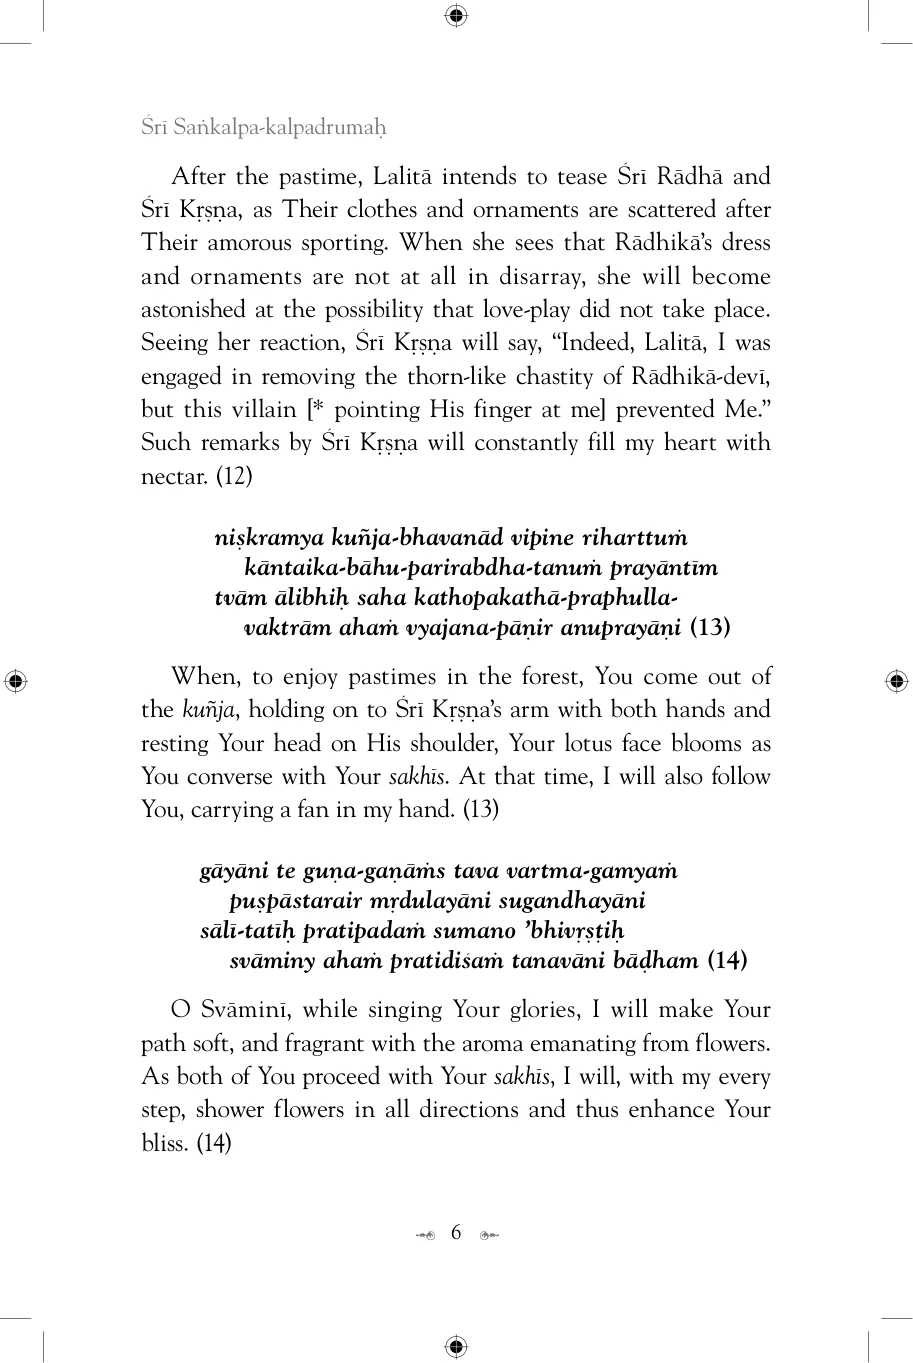 Śrī Saṅkalpa-kalpadrumaḥ
After the pastime, Lalitā intends to tease Śrī Rādhā and
Śrī Kṛṣṇa, as Their clothes and ornaments are scattered after
Their amorous sporting. When she sees that Rādhikā’s dress
and ornaments are not at all in disarray, she will become
astonished at the possibility that love-play did not take place.
Seeing her reaction, Śrī Kṛṣṇa will say, “Indeed, Lalitā, I was
engaged in removing the thorn-like chastity of Rādhikā-devī,
but this villain [* pointing His finger at me] prevented Me.”
Such remarks by Śrī Kṛṣṇa will constantly fill my heart with
nectar. (12)
niṣkramya kuñja-bhavanād vipine riharttuṁ
kāntaika-bāhu-parirabdha-tanuṁ prayāntīm
tvām ālibhiḥ saha kathopakathā-praphulla-
vaktrām ahaṁ vyajana-pāṇir anuprayāṇi (13)
When, to enjoy pastimes in the forest, You come out of
the kuñja, holding on to Śrī Kṛṣṇa’s arm with both hands and
resting Your head on His shoulder, Your lotus face blooms as
You converse with Your sakhīs. At that time, I will also follow
You, carrying a fan in my hand. (13)
gāyāni te guṇa-gaṇāṁs tava vartma-gamyaṁ
puṣpāstarair mṛdulayāni sugandhayāni
sālī-tatīḥ pratipadaṁ sumano ’bhivṛṣṭiḥ
svāminy ahaṁ pratidiśaṁ tanavāni bāḍham (14)
O Svāminī, while singing Your glories, I will make Your
path soft, and fragrant with the aroma emanating from flowers.
As both of You proceed with Your sakhīs, I will, with my every
step, shower flowers in all directions and thus enhance Your
bliss. (14)
6